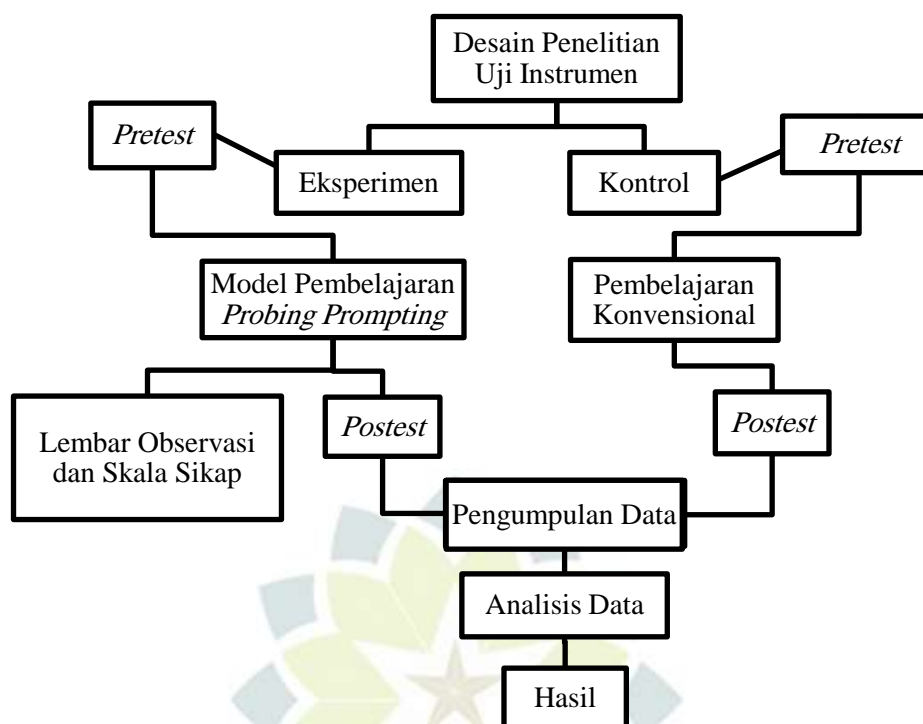 Desain Penelitian
Uji Instrumen
Pretest
Pretest
Eksperimen
Kontrol
Model Pembelajaran
Probing Prompting
Pembelajaran
Konvensional
Lembar Observasi
dan Skala Sikap
Postest
Postest
Pengumpulan Data
Analisis Data
Hasil